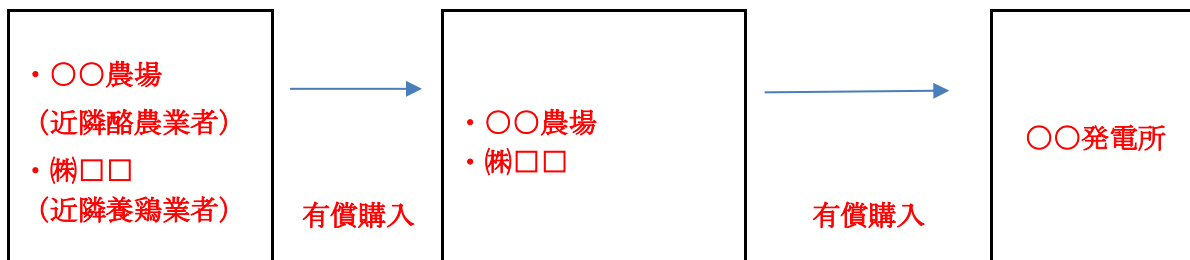 ・〇〇農場
（近隣酪農業者）
・㈱□□
（近隣養鶏業者）
有償購入
・〇〇農場
・㈱□□
有償購入
〇〇発電所